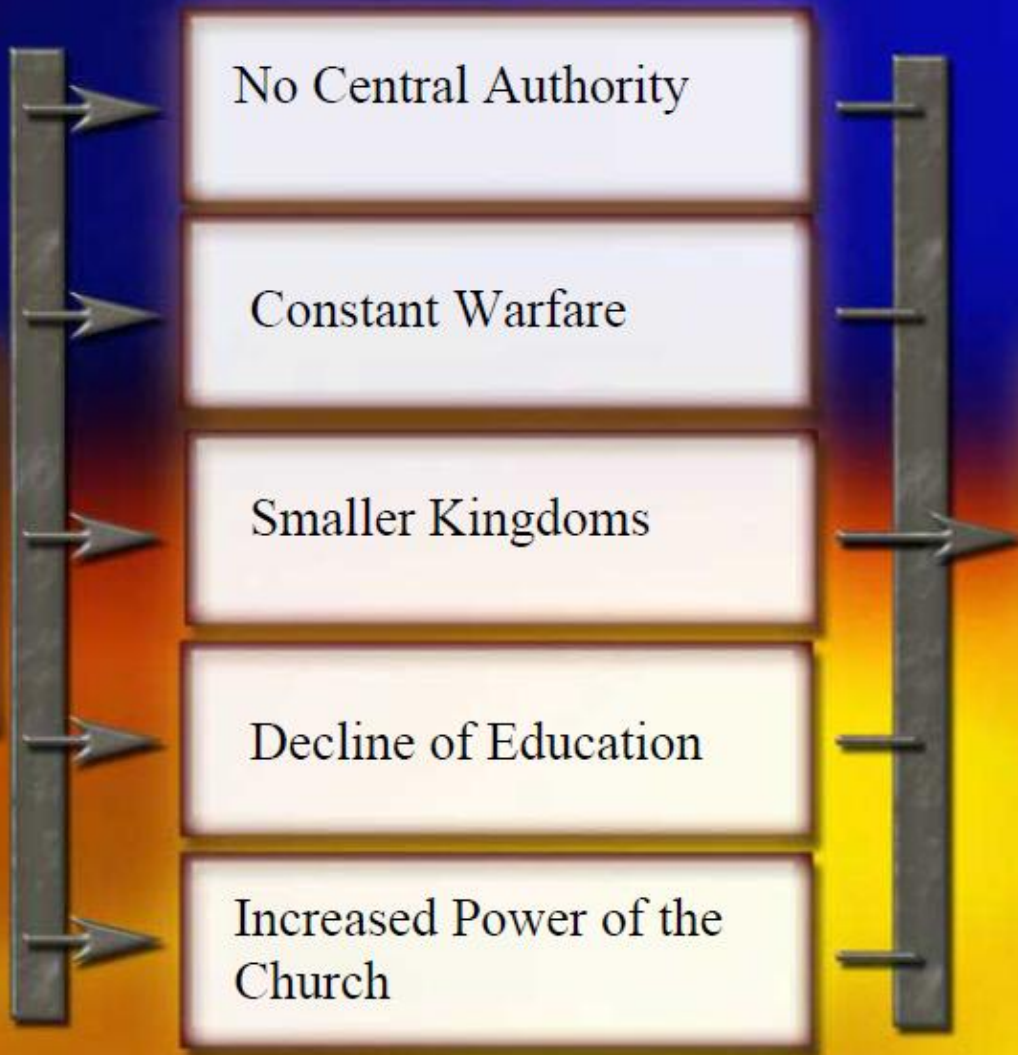 No Central Authority
Constant Warfare
Smaller Kingdoms
Decline of Education
Increased Power of the
Church